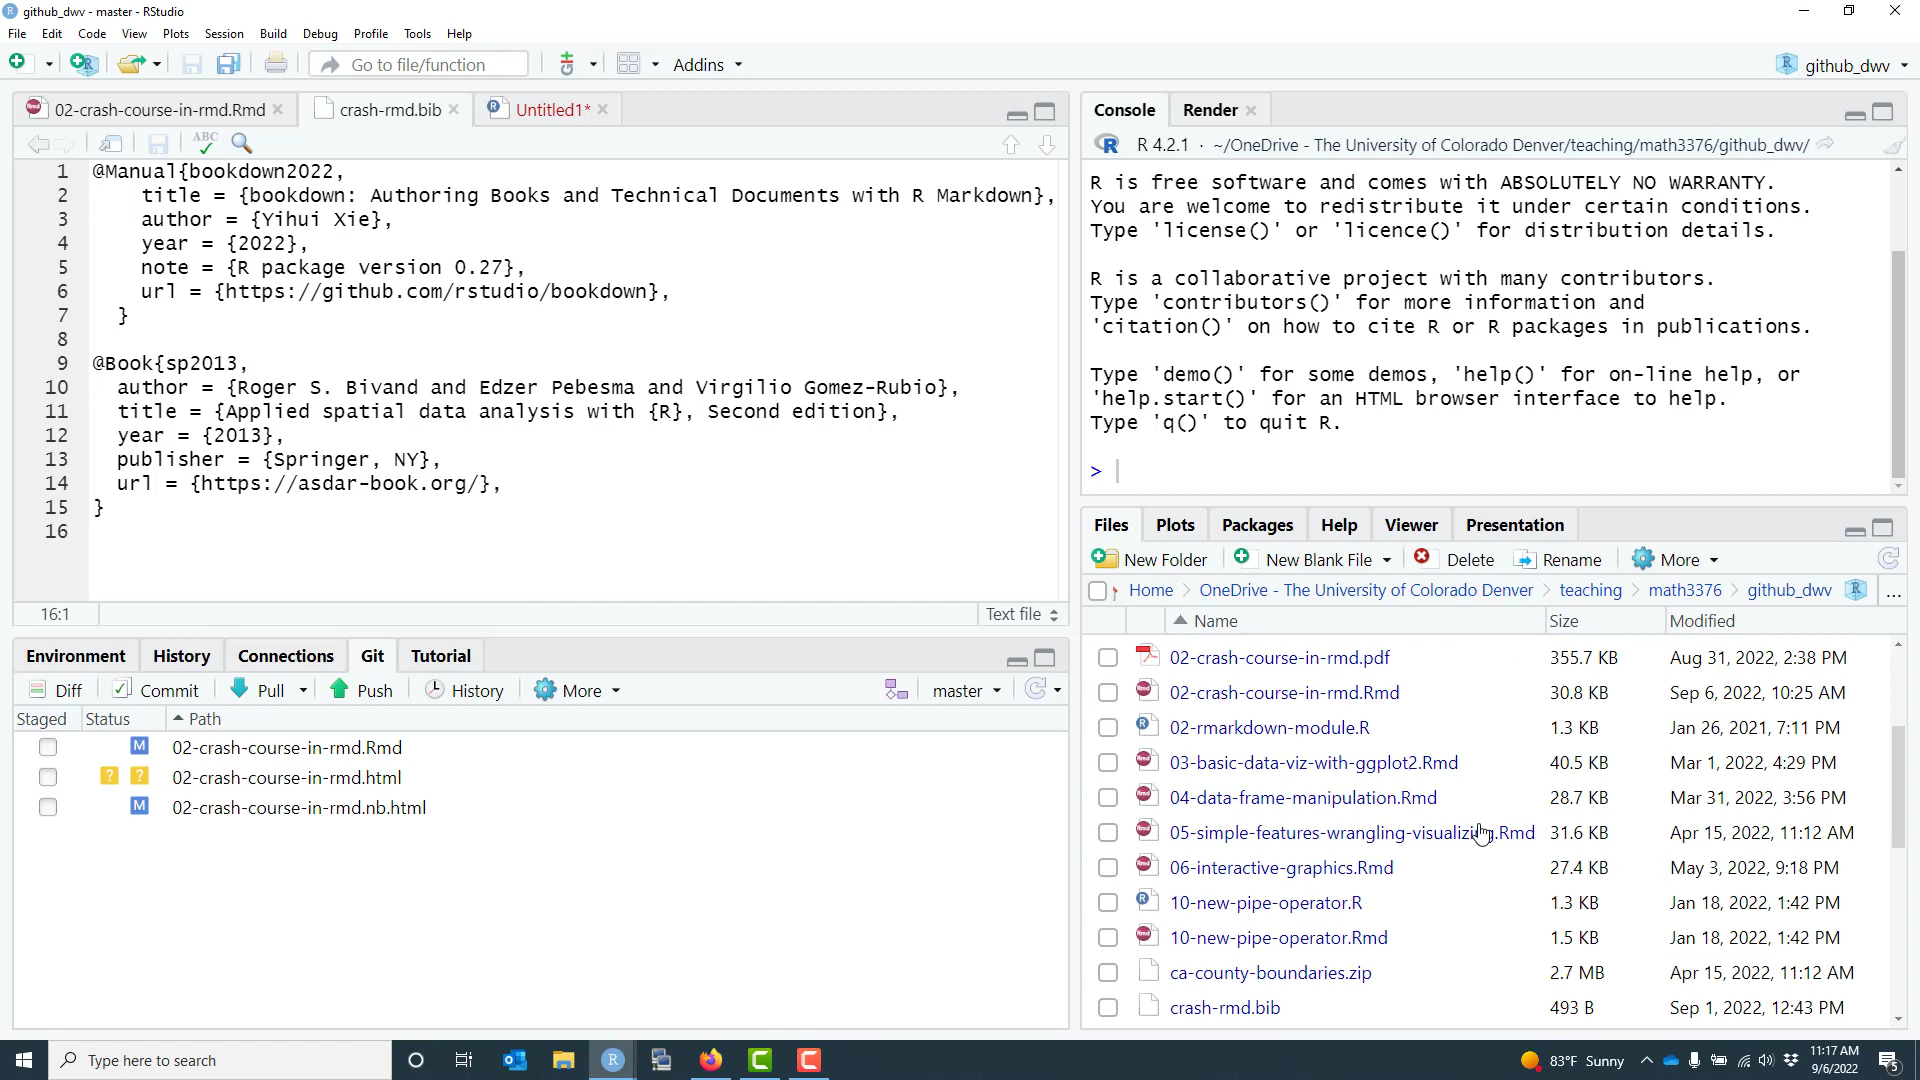 github_dwv - master - RStudio
File Edit Code View Plots Session Build Debug Profile Tools Help
Go to file/function Addins github_dwv
02-crash-course-in-rmd.Rmd crash-rmd.bib Untitled1*
ABC
1 @Manual{bookdown2022,
2 title = {bookdown: Authoring Books and Technical Documents with R Markdown},
3 author = {Yihui Xie},
4 year = {2022},
5 note = {R package version 0.27},
6 url = {https://github.com/rstudio/bookdown},
7 }
8
9 @Book{sp2013,
10 author = {Roger S. Bivand and Edzer Pebesma and Virgilio Gomez-Rubio},
11 title = {Applied spatial data analysis with {R}, Second edition},
12 year = {2013},
13 publisher = {Springer, NY},
14 url = {https://asdar-book.org/},
15 }
16
16:1 Text file
Environment History Connections Git Tutorial
Diff Commit Pull Push History More master
Staged Status Path
M 02-crash-course-in-rmd.Rmd
? ? 02-crash-course-in-rmd.html
M 02-crash-course-in-rmd.nb.html
Console Render
R 4.2.1 · ~/OneDrive - The University of Colorado Denver/teaching/math3376/github_dwv/
R is free software and comes with ABSOLUTELY NO WARRANTY.
You are welcome to redistribute it under certain conditions.
Type 'license()' or 'licence()' for distribution details.
R is a collaborative project with many contributors.
Type 'contributors()' for more information and
'citation()' on how to cite R or R packages in publications.
Type 'demo()' for some demos, 'help()' for on-line help, or
'help.start()' for an HTML browser interface to help.
Type 'q()' to quit R.
>
Files Plots Packages Help Viewer Presentation
New Folder New Blank File Delete Rename More
Home OneDrive - The University of Colorado Denver teaching math3376 github_dwv ...
Name Size Modified
02-crash-course-in-rmd.pdf 355.7 KB Aug 31, 2022, 2:38 PM
02-crash-course-in-rmd.Rmd 30.8 KB Sep 6, 2022, 10:25 AM
02-rmarkdown-module.R 1.3 KB Jan 26, 2021, 7:11 PM
03-basic-data-viz-with-ggplot2.Rmd 40.5 KB Mar 1, 2022, 4:29 PM
04-data-frame-manipulation.Rmd 28.7 KB Mar 31, 2022, 3:56 PM
05-simple-features-wrangling-visualizing.Rmd 31.6 KB Apr 15, 2022, 11:12 AM
06-interactive-graphics.Rmd 27.4 KB May 3, 2022, 9:18 PM
10-new-pipe-operator.R 1.3 KB Jan 18, 2022, 1:42 PM
10-new-pipe-operator.Rmd 1.5 KB Jan 18, 2022, 1:42 PM
ca-county-boundaries.zip 2.7 MB Apr 15, 2022, 11:12 AM
crash-rmd.bib 493 B Sep 1, 2022, 12:43 PM
Type here to search
83°F Sunny
11:17 AM
9/6/2022
5